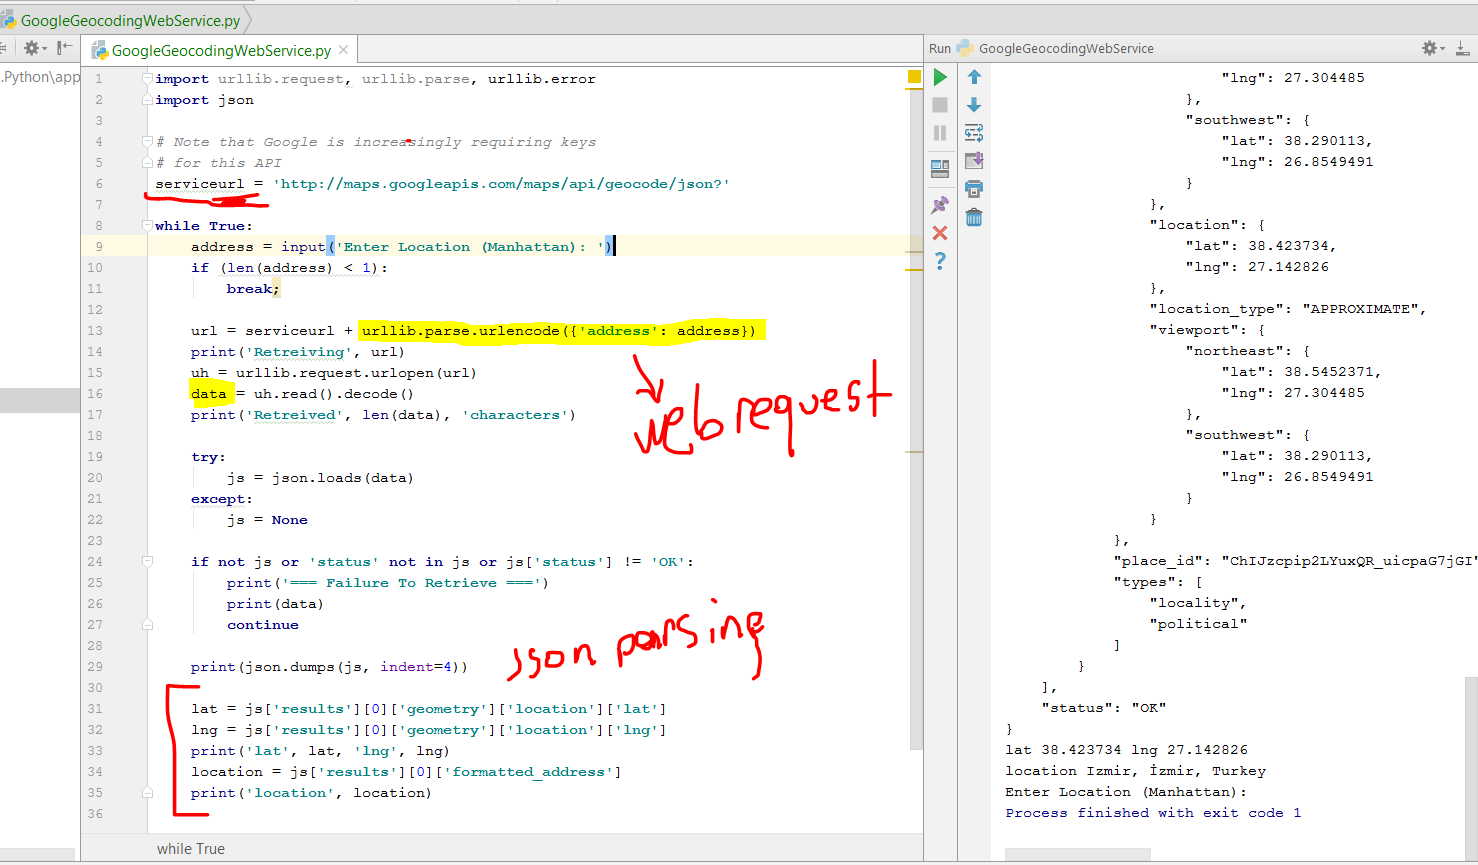 GoogleGeocodingWebService.py
GoogleGeocodingWebService.py
.Python\app
1 import urllib.request, urllib.parse, urllib.error
2 import json
3
4 # Note that Google is increasingly requiring keys
5 # for this API
6 serviceurl = 'http://maps.googleapis.com/maps/api/geocode/json?'
7
8 while True:
9 address = input('Enter Location (Manhattan): ')
10 if (len(address) < 1):
11 break;
12
13 url = serviceurl + urllib.parse.urlencode({'address': address})
14 print('Retreiving', url)
15 uh = urllib.request.urlopen(url)
16 data = uh.read().decode()
17 print('Retreived', len(data), 'characters')
18
19 try:
20 js = json.loads(data)
21 except:
22 js = None
23
24 if not js or 'status' not in js or js['status'] != 'OK':
25 print('=== Failure To Retrieve ===')
26 print(data)
27 continue
28
29 print(json.dumps(js, indent=4))
30
31 lat = js['results'][0]['geometry']['location']['lat']
32 lng = js['results'][0]['geometry']['location']['lng']
33 print('lat', lat, 'lng', lng)
34 location = js['results'][0]['formatted_address']
35 print('location', location)
36
web request
json parsing
while True
Run GoogleGeocodingWebService
"lng": 27.304485
},
"southwest": {
"lat": 38.290113,
"lng": 26.8549491
}
},
"location": {
"lat": 38.423734,
"lng": 27.142826
},
"location_type": "APPROXIMATE",
"viewport": {
"northeast": {
"lat": 38.5452371,
"lng": 27.304485
},
"southwest": {
"lat": 38.290113,
"lng": 26.8549491
}
}
},
"place_id": "ChIJzcpip2LYuxQR_uicpaG7jGI"
"types": [
"locality",
"political"
]
}
],
"status": "OK"
}
lat 38.423734 lng 27.142826
location Izmir, İzmir, Turkey
Enter Location (Manhattan):
Process finished with exit code 1